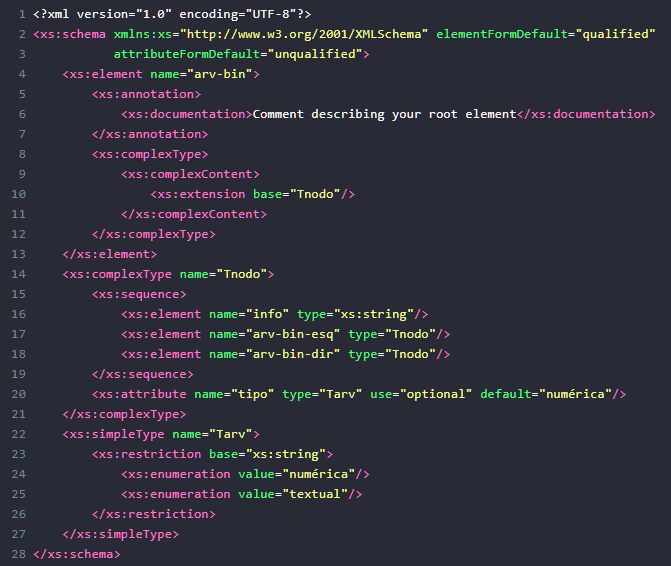 1 <?xml version="1.0" encoding="UTF-8"?>
2 <xs:schema xmlns:xs="http://www.w3.org/2001/XMLSchema" elementFormDefault="qualified"
3            attributeFormDefault="unqualified">
4     <xs:element name="arv-bin">
5         <xs:annotation>
6             <xs:documentation>Comment describing your root element</xs:documentation>
7         </xs:annotation>
8         <xs:complexType>
9             <xs:complexContent>
10                 <xs:extension base="Tnodo"/>
11             </xs:complexContent>
12         </xs:complexType>
13     </xs:element>
14     <xs:complexType name="Tnodo">
15         <xs:sequence>
16             <xs:element name="info" type="xs:string"/>
17             <xs:element name="arv-bin-esq" type="Tnodo"/>
18             <xs:element name="arv-bin-dir" type="Tnodo"/>
19         </xs:sequence>
20         <xs:attribute name="tipo" type="Tarv" use="optional" default="numérica"/>
21     </xs:complexType>
22     <xs:simpleType name="Tarv">
23         <xs:restriction base="xs:string">
24             <xs:enumeration value="numérica"/>
25             <xs:enumeration value="textual"/>
26         </xs:restriction>
27     </xs:simpleType>
28 </xs:schema>